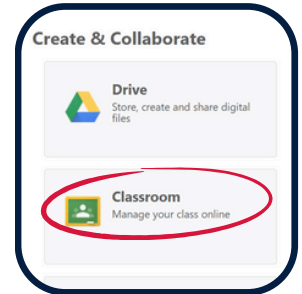 Create & Collaborate
Drive
Store, create and share digital
files
Classroom
Manage your class online